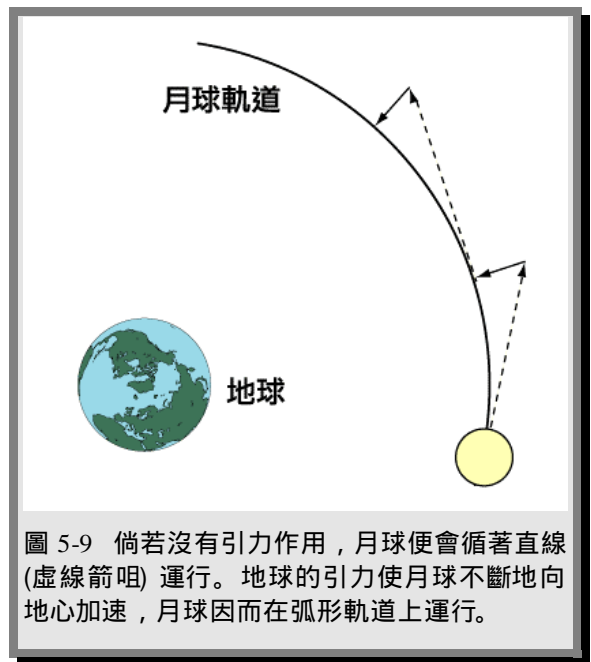 月球軌道
地球
圖 5-9 倘若沒有引力作用，月球便會循著直線
(虛線箭咀) 運行。地球的引力使月球不斷地向
地心加速，月球因而在弧形軌道上運行。